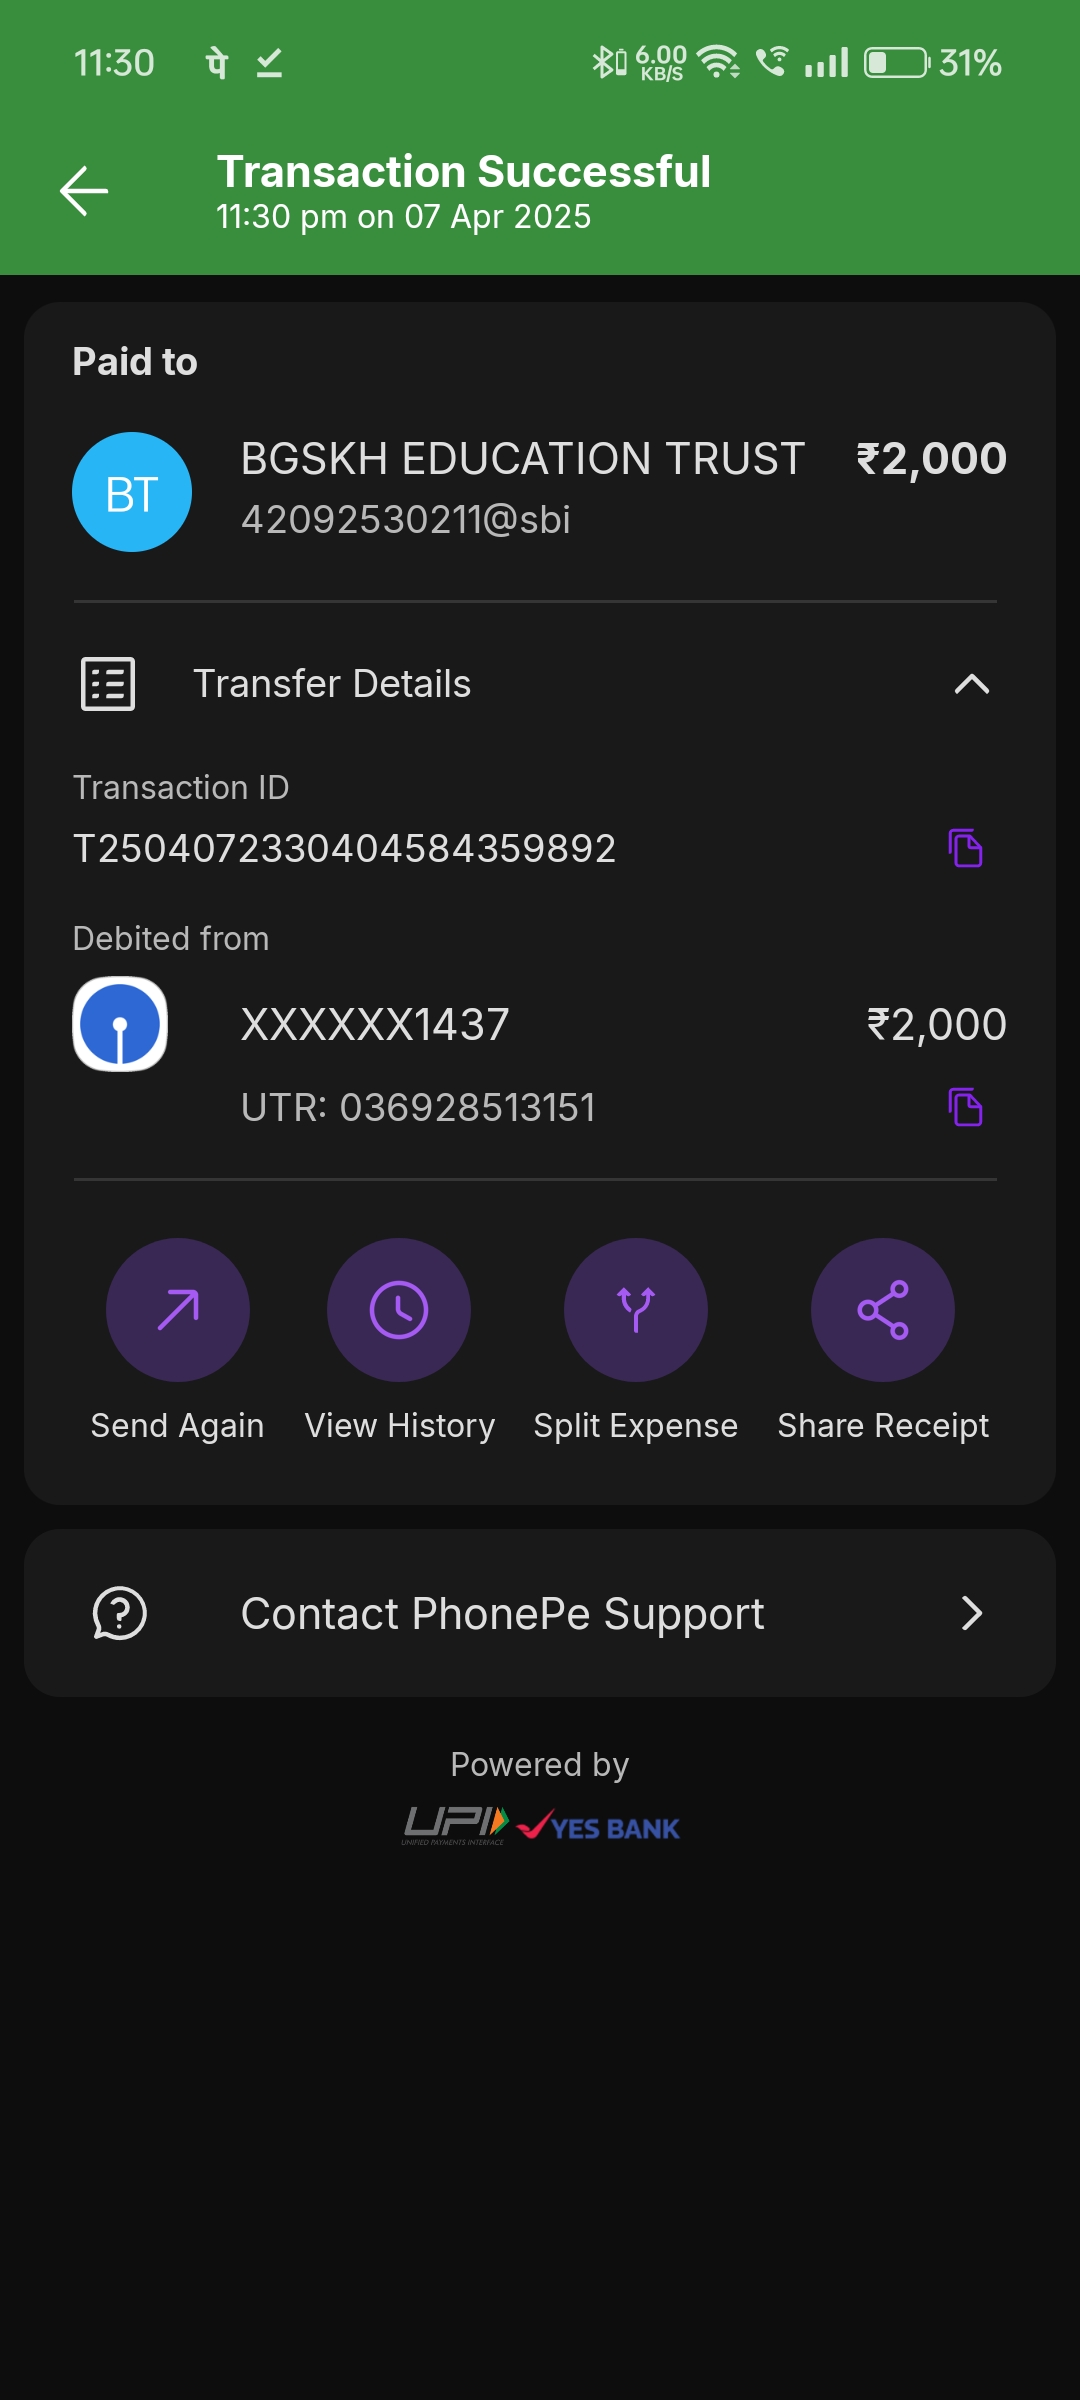 11:30 पे 6.00 KB/S 31%
Transaction Successful
11:30 pm on 07 Apr 2025
Paid to
BT BGSKH EDUCATION TRUST ₹2,000
42092530211@sbi
Transfer Details
Transaction ID
T2504072330404584359892
Debited from
XXXXXX1437 ₹2,000
UTR: 036928513151
Send Again View History Split Expense Share Receipt
Contact PhonePe Support
Powered by
UPI YES BANK
UNIFIED PAYMENTS INTERFACE